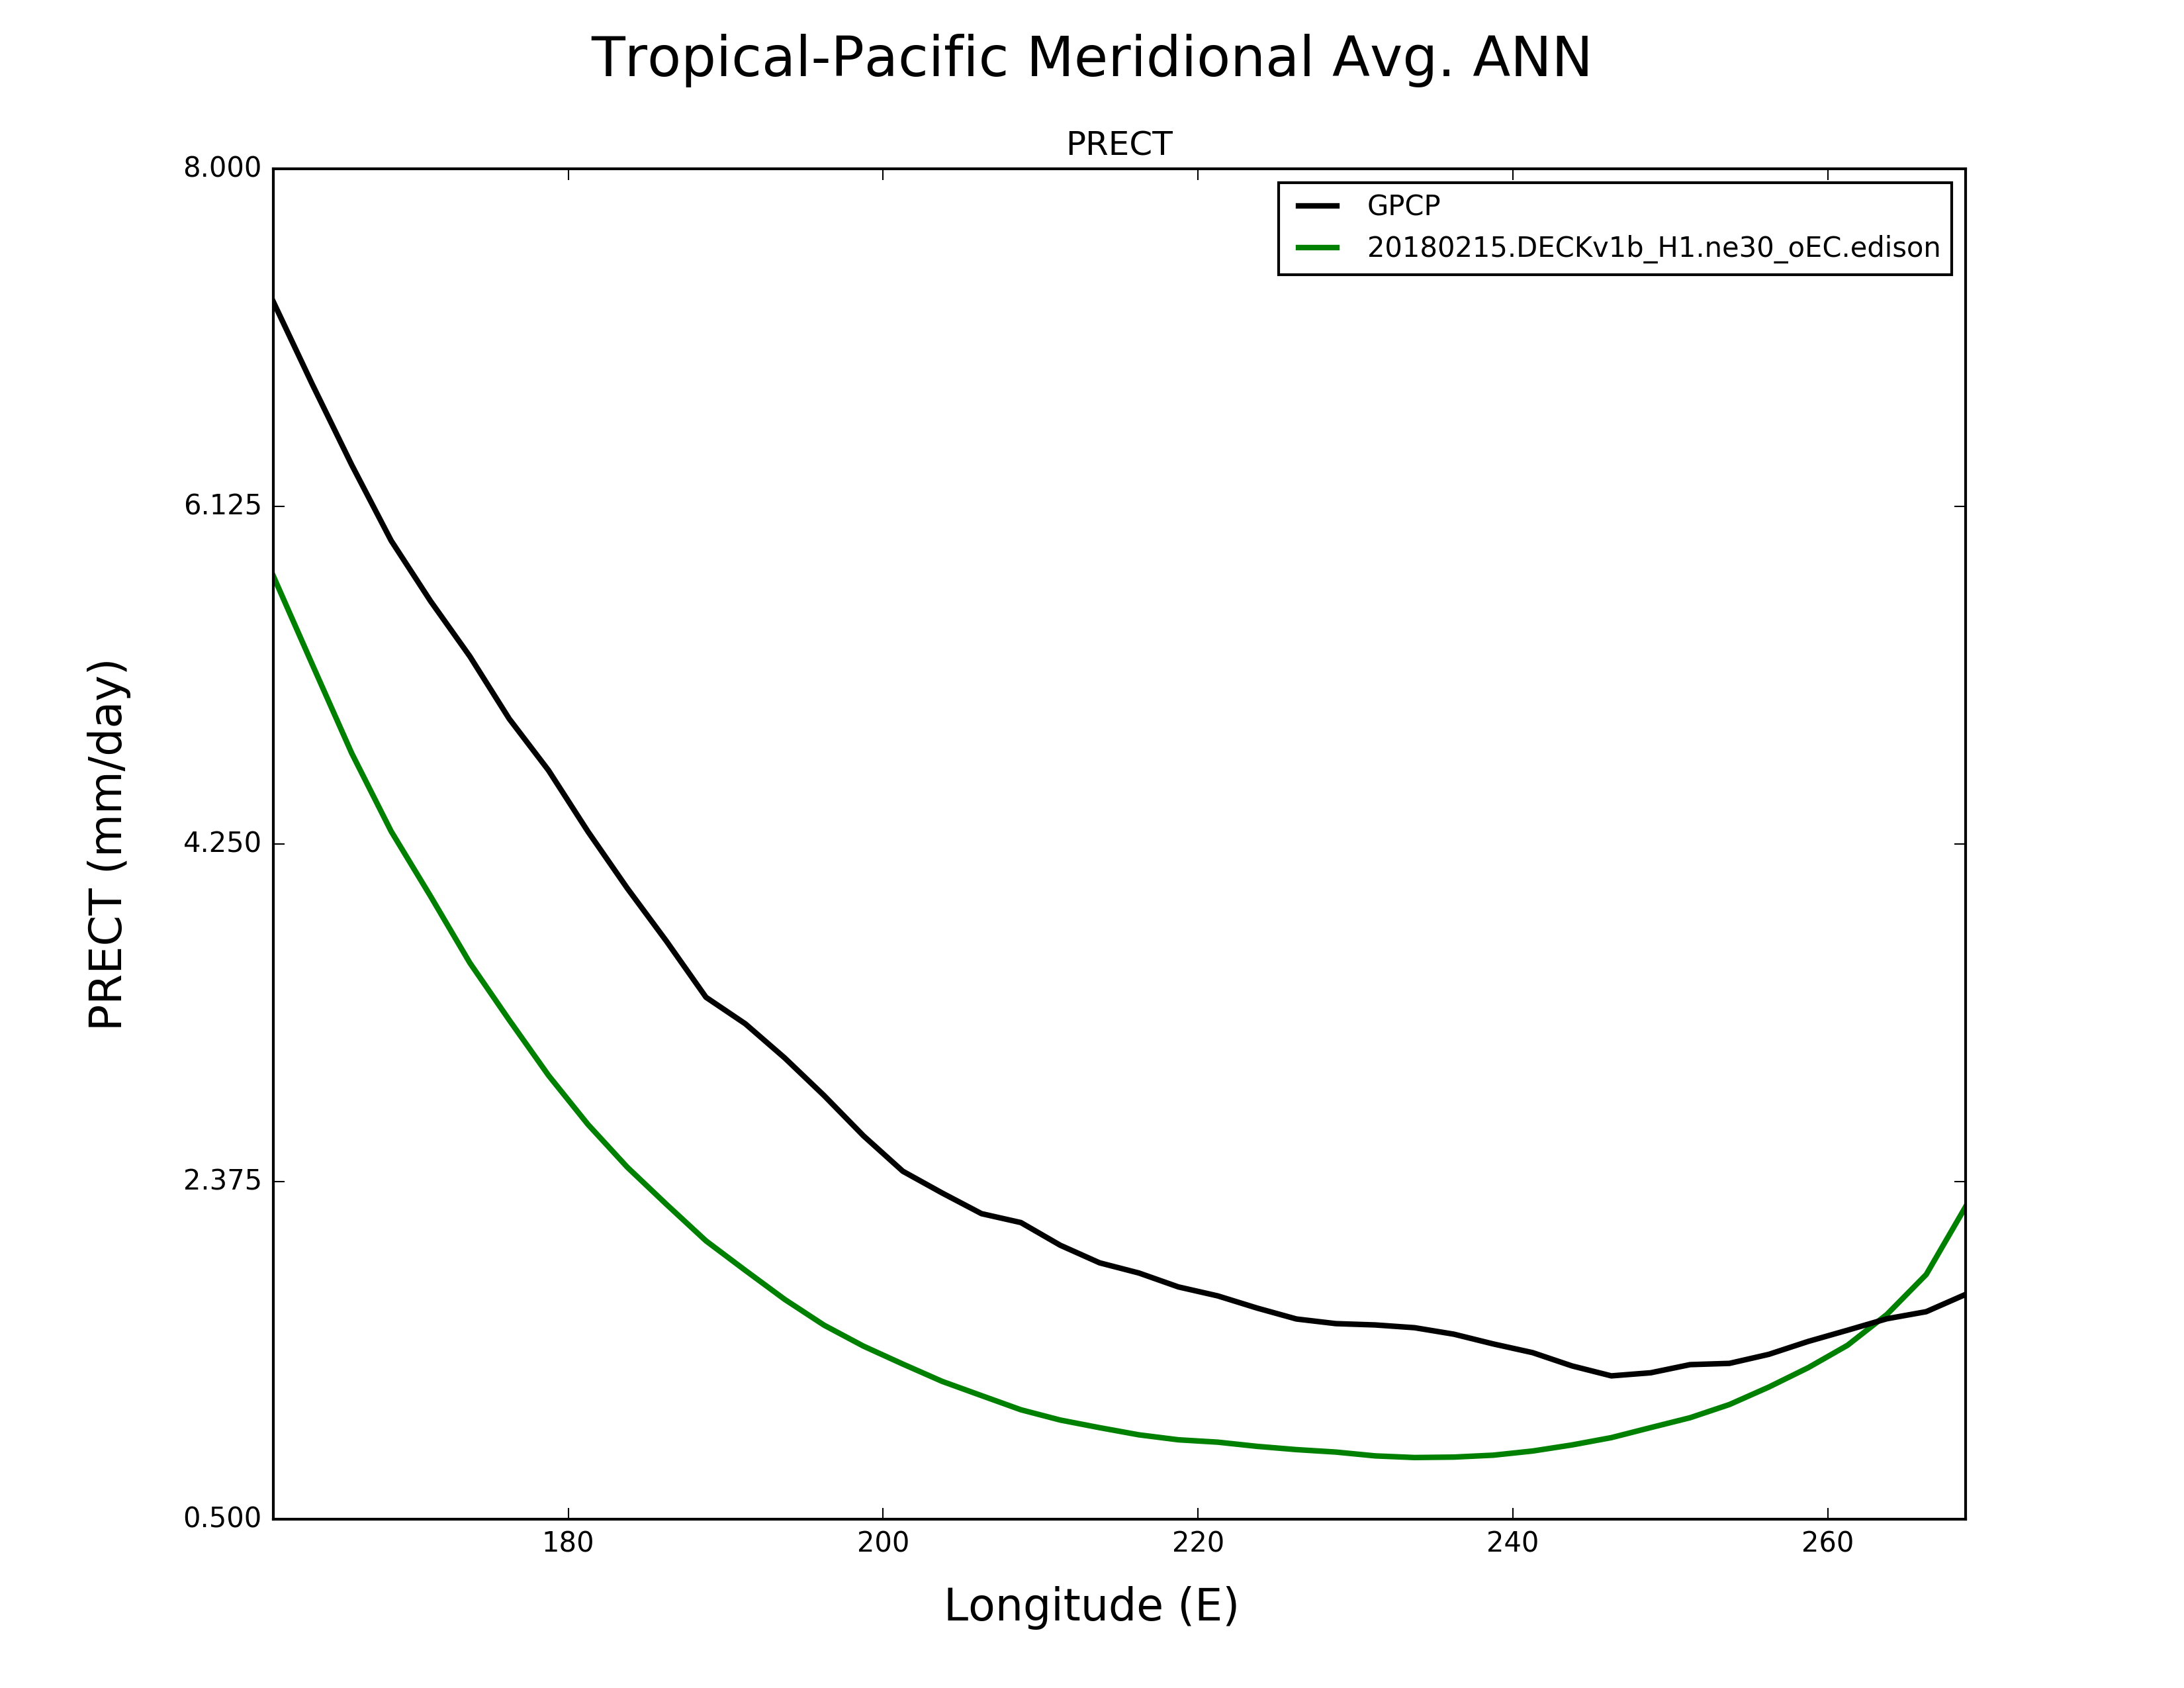 Tropical-Pacific Meridional Avg. ANN
PRECT
GPCP
20180215.DECKv1b_H1.ne30_oEC.edison
8.000
6.125
4.250
2.375
0.500
PRECT (mm/day)
180 200 220 240 260
Longitude (E)